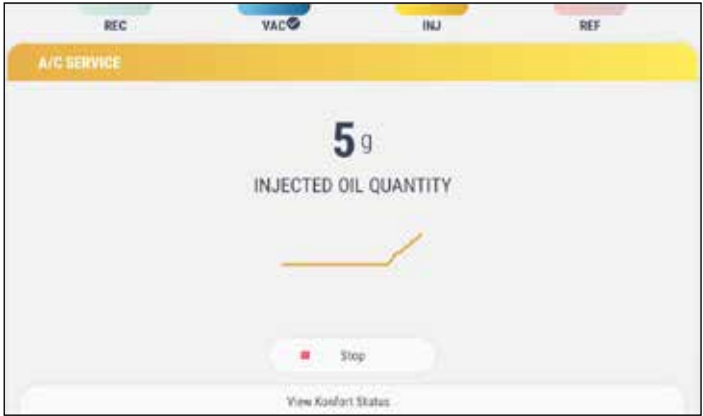 REC VAC INJ REF
A/C SERVICE
5 g
INJECTED OIL QUANTITY
Stop
View Konfort Status